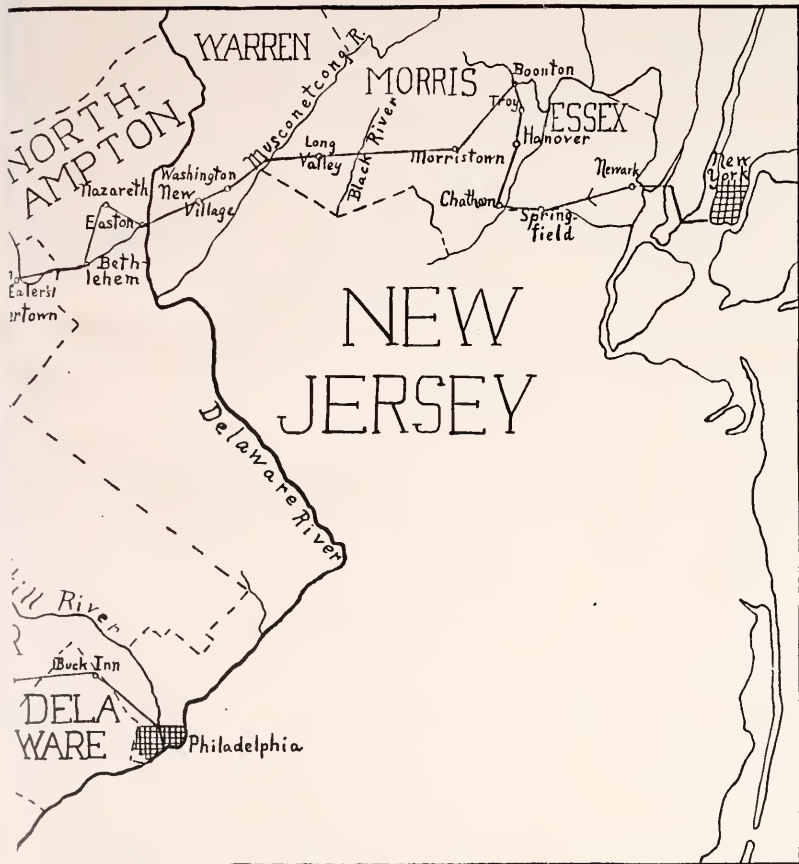 WARREN
Musconetcong R.
MORRIS
Boonton
Troy
ESSEX
Hanover
NORTH-
AMPTON
Long
Valley
Black River
Morristown
New
York
Newark
Washington
Nazareth
New
Village
Chatham
Easton
Spring-
field
Beth-
lehem
NEW
JERSEY
Delaware River
River
Buck Inn
DELA
WARE
Philadelphia